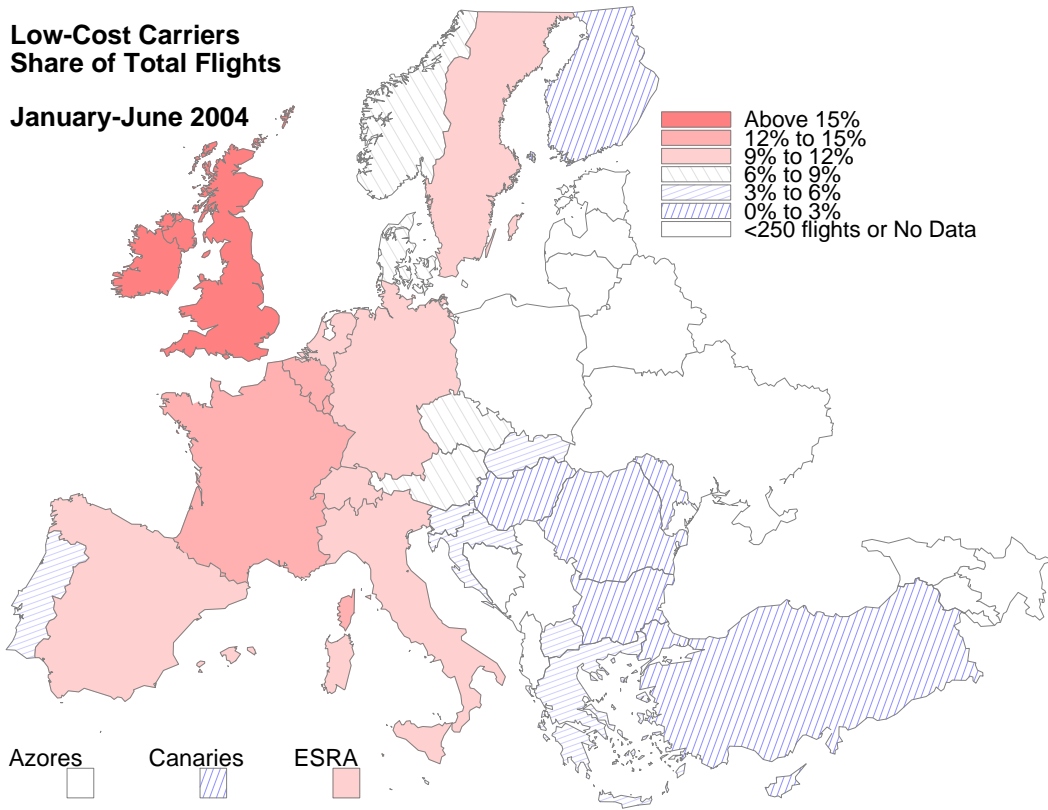 Low-Cost Carriers
Share of Total Flights
January-June 2004
Above 15%
12% to 15%
9% to 12%
6% to 9%
3% to 6%
0% to 3%
<250 flights or No Data
Azores
Canaries
ESRA